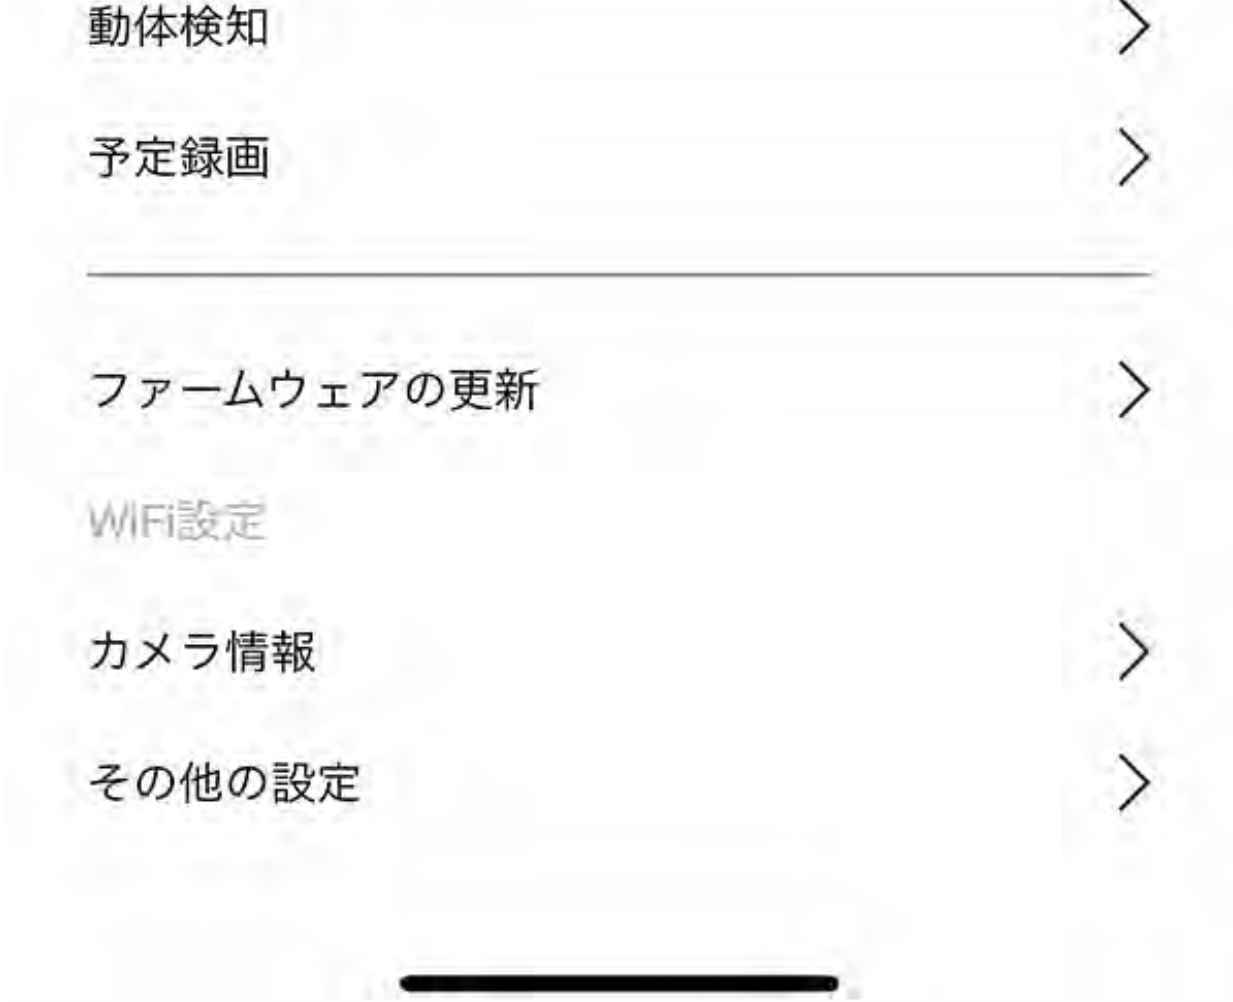 動体検知
予定録画
ファームウェアの更新
WiFi設定
カメラ情報
その他の設定